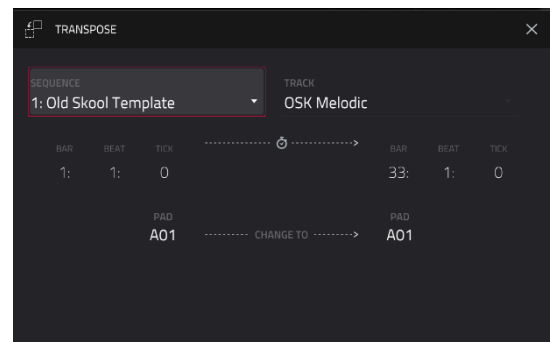 TRANSPOSE
SEQUENCE TRACK
1: Old Skool Template OSK Melodic
BAR BEAT TICK BAR BEAT TICK
1: 1: 0 33: 1: 0
PAD PAD
A01 CHANGE TO A01